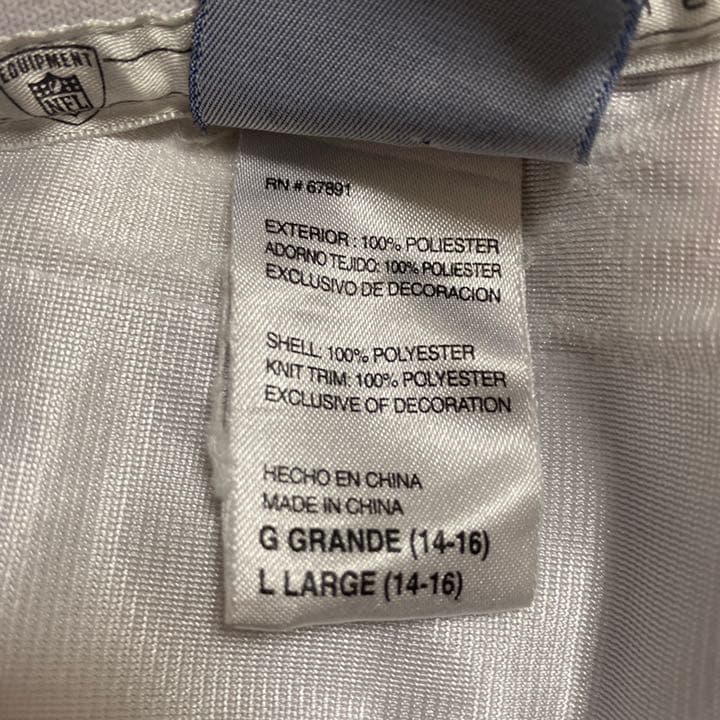 EQUIPMENT
NFL
RN # 67891
EXTERIOR : 100% POLIESTER
ADORNO TEJIDO: 100% POLIESTER
EXCLUSIVO DE DECORACION
SHELL: 100% POLYESTER
KNIT TRIM: 100% POLYESTER
EXCLUSIVE OF DECORATION
HECHO EN CHINA
MADE IN CHINA
G GRANDE (14-16)
L LARGE (14-16)